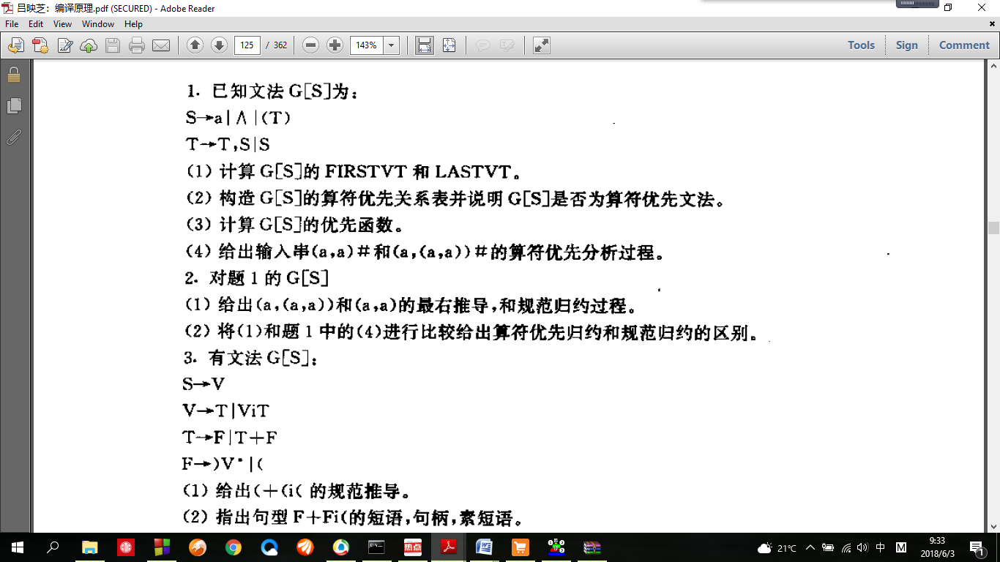 吕映芝：编译原理.pdf (SECURED) - Adobe Reader
File Edit View Window Help
125 / 362 143% Tools Sign Comment
1. 已知文法 G[S]为：
S→a|∧|(T)
T→T,S|S
(1) 计算 G[S]的 FIRSTVT 和 LASTVT。
(2) 构造 G[S]的算符优先关系表并说明 G[S]是否为算符优先文法。
(3) 计算 G[S]的优先函数。
(4) 给出输入串(a,a)#和(a,(a,a))#的算符优先分析过程。
2. 对题 1 的 G[S]
(1) 给出(a,(a,a))和(a,a)的最右推导,和规范归约过程。
(2) 将(1)和题 1 中的(4)进行比较给出算符优先归约和规范归约的区别。
3. 有文法 G[S]：
S→V
V→T|ViT
T→F|T+F
F→)V*|(
(1) 给出(+(i( 的规范推导。
(2) 指出句型 F+Fi(的短语,句柄,素短语。
热点 21℃ 中 M 9:33
2018/6/3 1